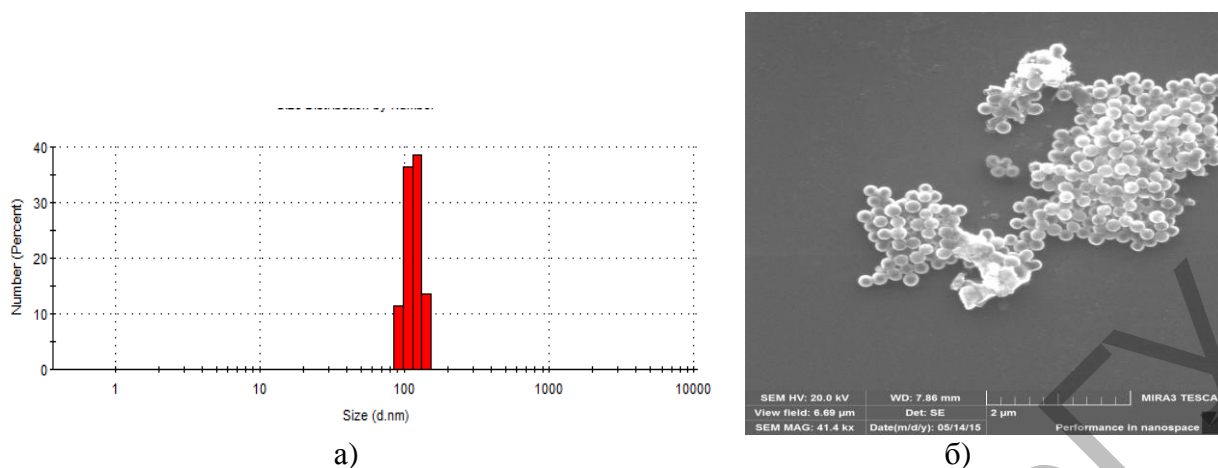 Size Distribution by Number
40
30
20
10
0
Number (Percent)
1 10 100 1000 10000
Size (d.nm)
а)
SEM HV: 20.0 kV WD: 7.86 mm MIRA3 TESCA
View field: 6.69 µm Det: SE 2 µm
SEM MAG: 41.4 kx Date(m/d/y): 05/14/15 Performance in nanospace
б)